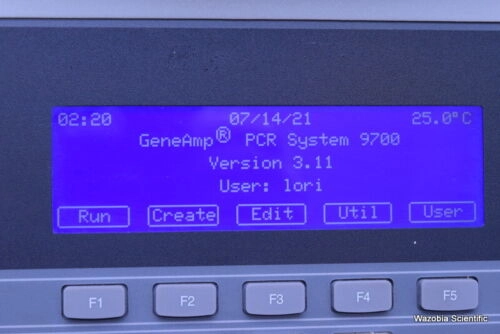 02:20 07/14/21 25.0°C
GeneAmp® PCR System 9700
Version 3.11
User: lori
Run Create Edit Util User
F1 F2 F3 F4 F5
Wazobia Scientific